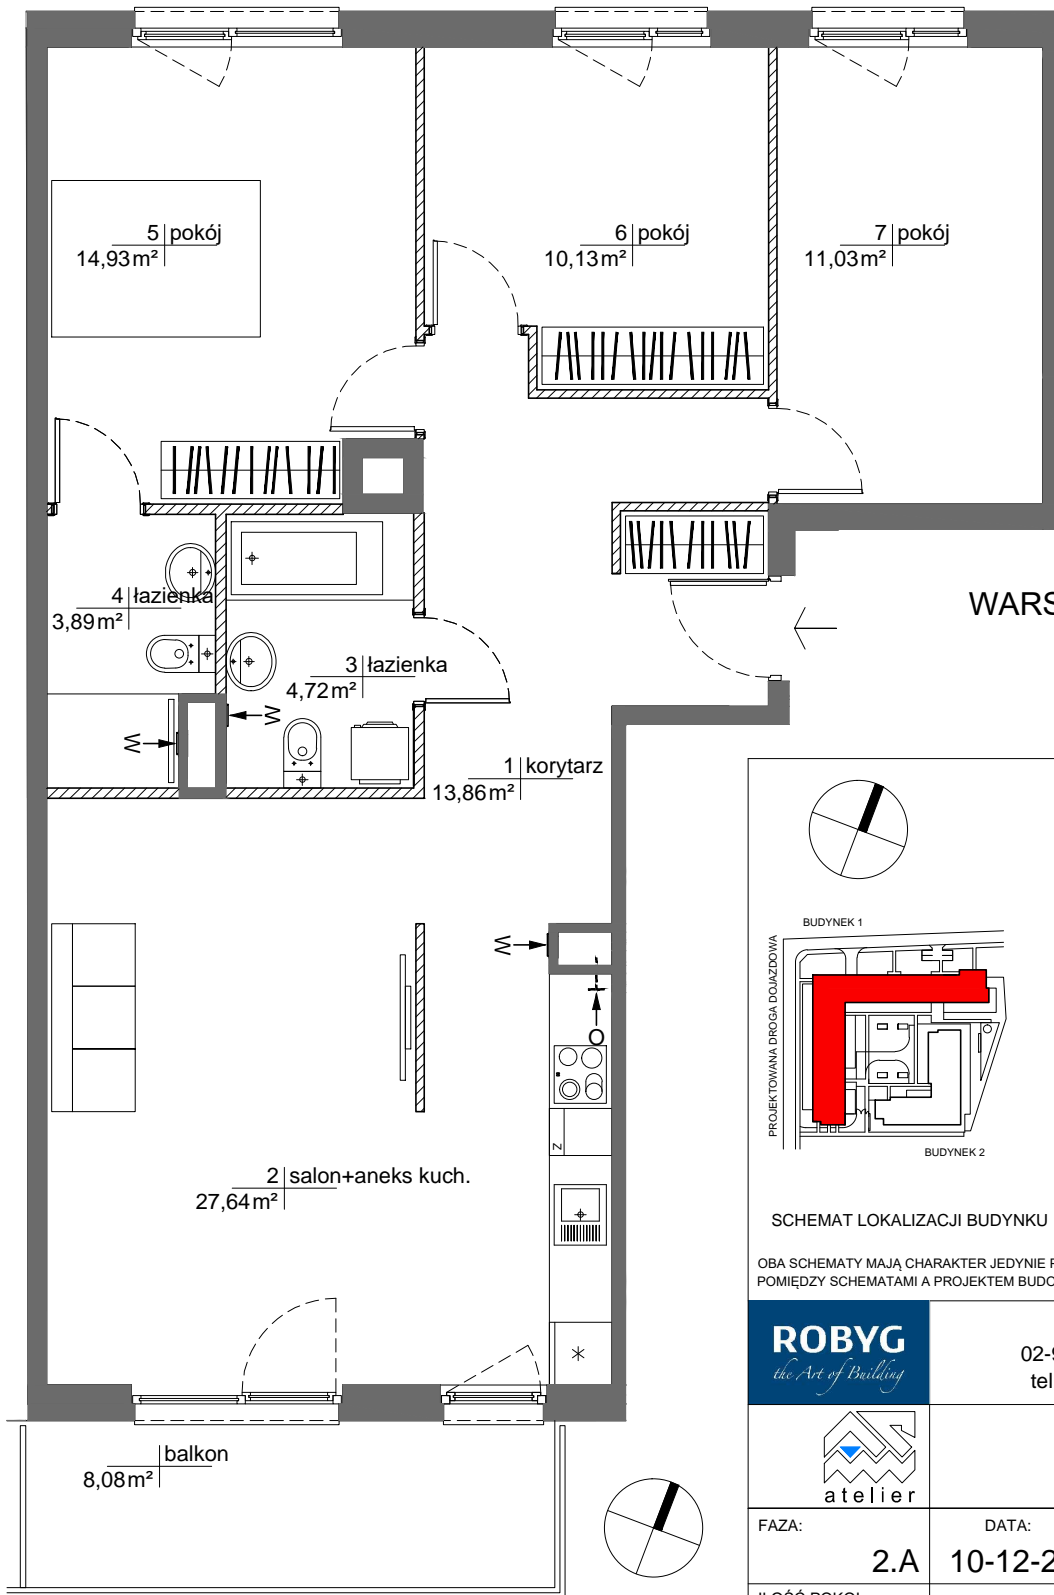 5 pokój
14,93m²
6 pokój
10,13m²
7 pokój
11,03m²
4 łazienka
3,89m²
WARS
3 łazienka
4,72m²
W
W
1 korytarz
13,86m²
W
O
Z
2 salon+aneks kuch.
27,64m²
balkon
8,08m²
BUDYNEK 1
PROJEKTOWANA DROGA DOJAZDOWA
BUDYNEK 2
SCHEMAT LOKALIZACJI BUDYNKU
OBA SCHEMATY MAJĄ CHARAKTER JEDYNIE
POMIĘDZY SCHEMATAMI A PROJEKTEM BUDO
ROBYG
the Art of Building
02-9
tel
atelier
FAZA:
2.A
DATA:
10-12-2